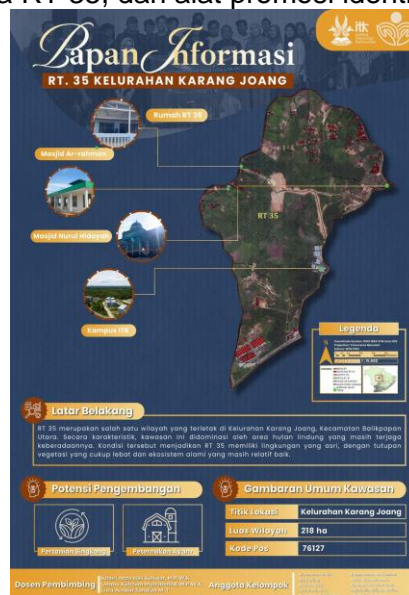 a RT 35, dan alat promosi identi
itk
Papan Informasi
RT. 35 KELURAHAN KARANG JOANG
Rumah RT 35
Masjid Ar-rahman
Masjid Nurul Hidayah
Kampus ITK
RT 35
Legenda
Latar Belakang
RT 35 merupakan salah satu wilayah yang terletak di Kelurahan Karang Joang, Kecamatan Balikpapan
Utara. Secara karakteristik, kawasan ini didominasi oleh area hutan lindung yang masih terjaga
keberadaannya. Kondisi tersebut menjadikan RT 35 memiliki lingkungan yang asri, dengan tutupan
vegetasi yang cukup lebat dan ekosistem alami yang masih relatif baik.
Potensi Pengembangan
Pertanian Singkong
Peternakan Ayam
Gambaran Umum Kawasan
Titik Lokasi Kelurahan Karang Joang
Luas Wilayah 218 ha
Kode Pos 76127
Dosen Pembimbing
Anggota Kelompok